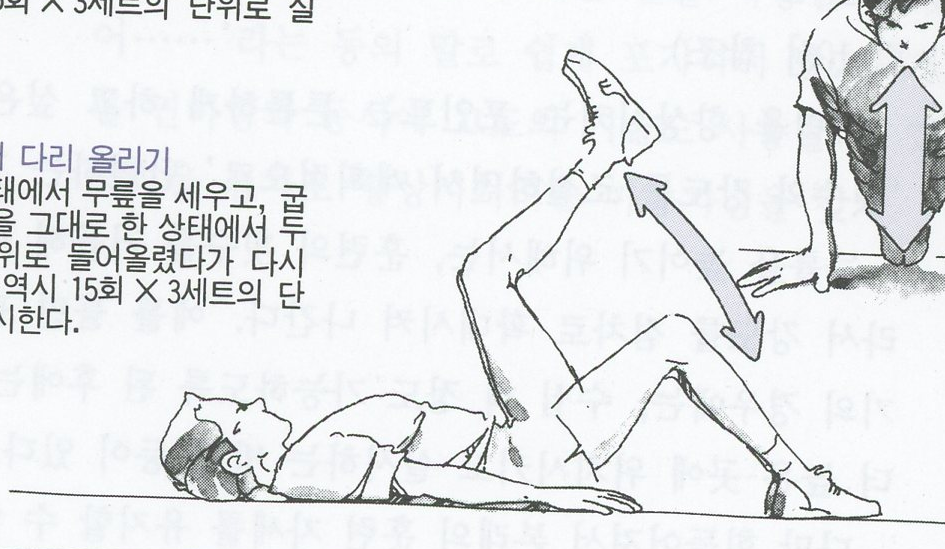 회 X 3세트의 단위로 실
다리 올리기
태에서 무릎을 세우고, 굽
을 그대로 한 상태에서 두
위로 들어올렸다가 다시
역시 15회 X 3세트의 단
시한다.